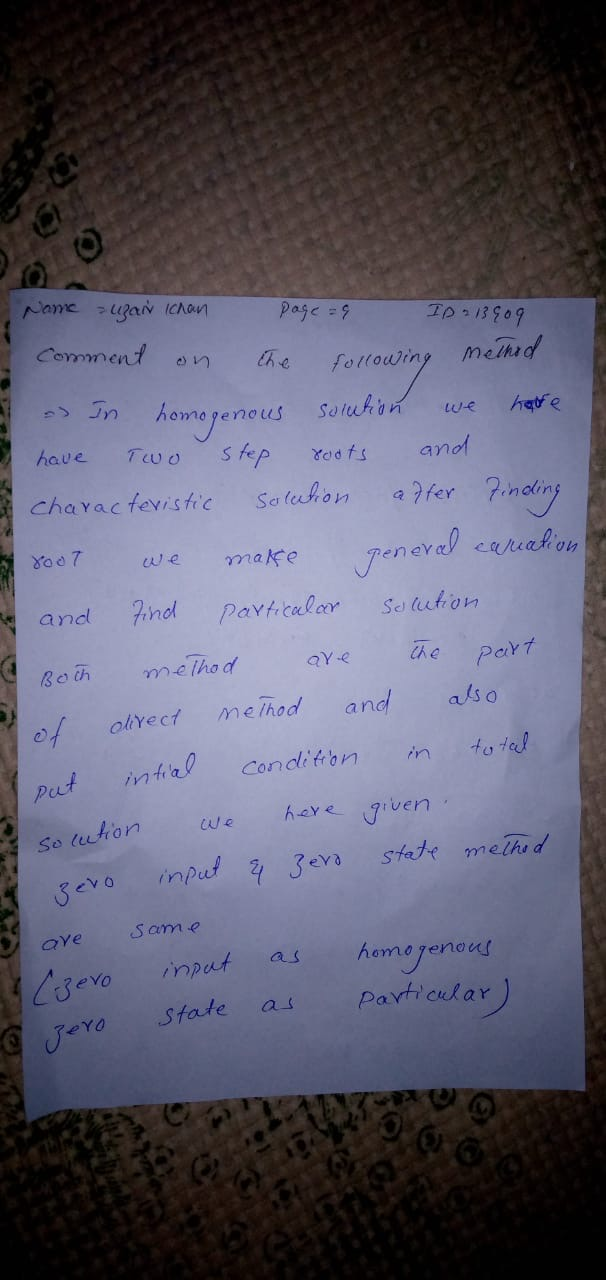 Name = uzair Khan Page = 9 ID = 13909
Comment on the following Method
=> In homogenous solution we have
have Two step roots and
characteristic Solution after Finding
root we make general equation
and Find particular Solution
Both method are the part
of direct method and also
put intial condition in total
solution we here given.
zero input & zero state method
are same
(zero input as homogenous
zero state as particular)